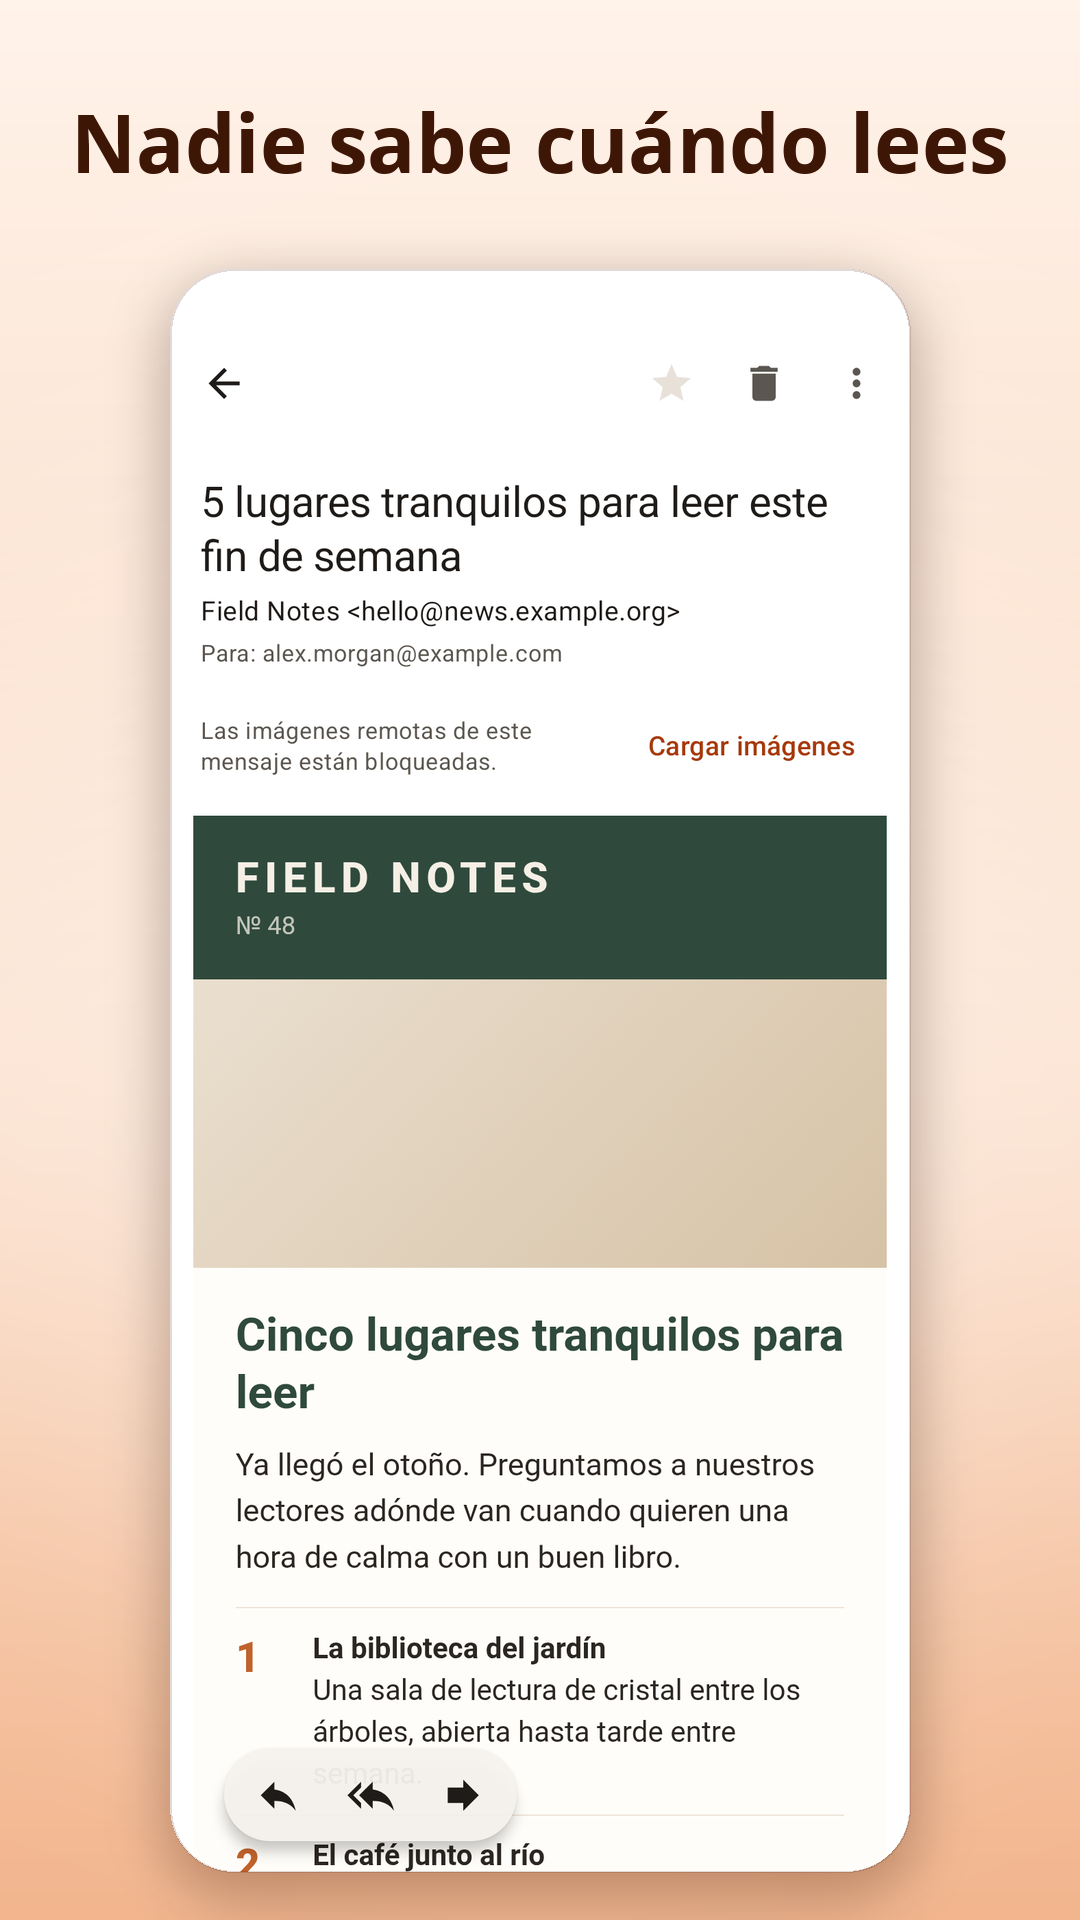 Nadie sabe cuándo lees
5 lugares tranquilos para leer este
fin de semana
Field Notes <hello@news.example.org>
Para: alex.morgan@example.com
Las imágenes remotas de este
mensaje están bloqueadas.
Cargar imágenes
FIELD NOTES
Nº 48
Cinco lugares tranquilos para
leer
Ya llegó el otoño. Preguntamos a nuestros
lectores adónde van cuando quieren una
hora de calma con un buen libro.
1
La biblioteca del jardín
Una sala de lectura de cristal entre los
árboles, abierta hasta tarde entre
semana.
2
El café junto al río